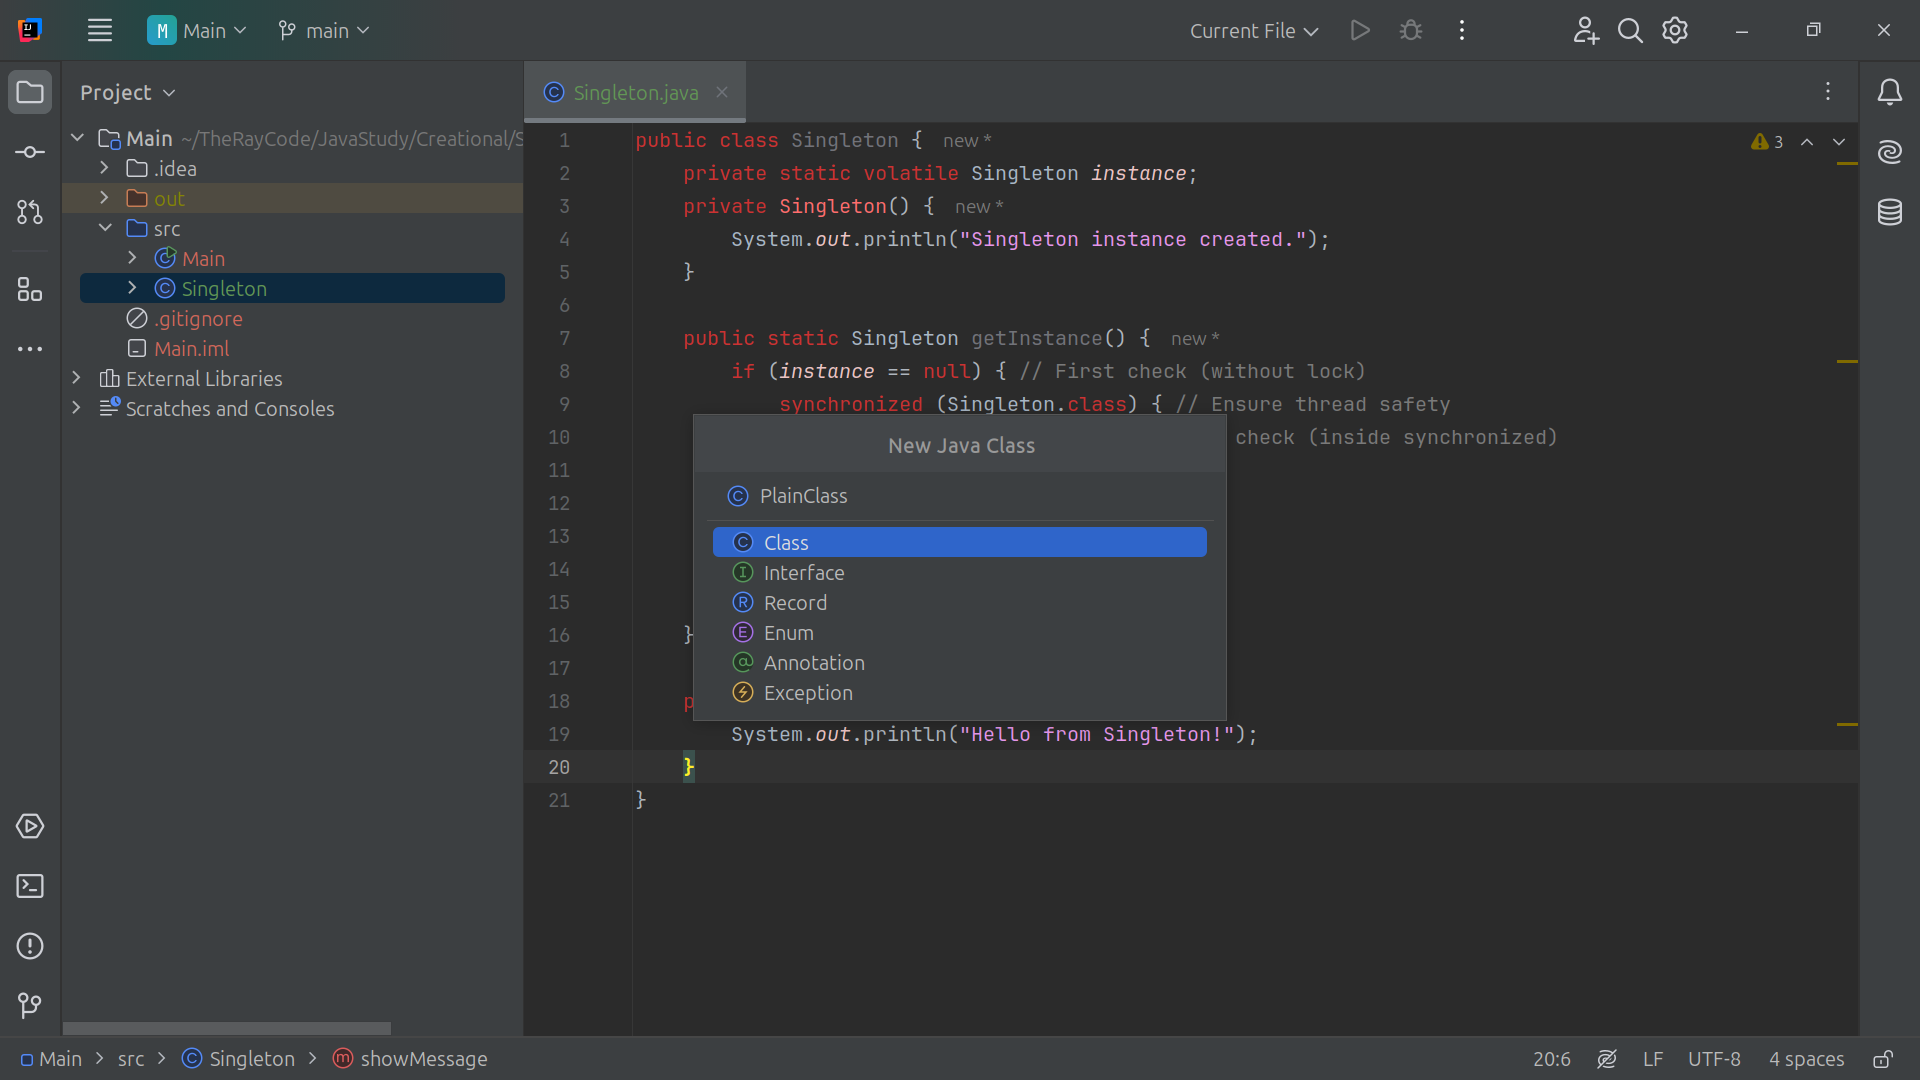 M Main main Current File
Project
Singleton.java
Main ~/TheRayCode/JavaStudy/Creational/S
.idea
out
src
Main
Singleton
.gitignore
Main.iml
External Libraries
Scratches and Consoles
1 public class Singleton { new *
2 private static volatile Singleton instance;
3 private Singleton() { new *
4 System.out.println("Singleton instance created.");
5 }
6
7 public static Singleton getInstance() { new *
8 if (instance == null) { // First check (without lock)
9 synchronized (Singleton.class) { // Ensure thread safety
10 check (inside synchronized)
11
12
13
14
15
16 }
17
18 p
19 System.out.println("Hello from Singleton!");
20 }
21 }
3
New Java Class
PlainClass
Class
Interface
Record
Enum
Annotation
Exception
Main src Singleton showMessage
20:6 LF UTF-8 4 spaces